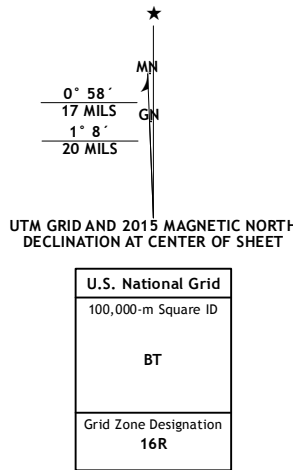 MN
0° 58´
17 MILS
GN
1° 8´
20 MILS
UTM GRID AND 2015 MAGNETIC NORTH
DECLINATION AT CENTER OF SHEET
U.S. National Grid
100,000-m Square ID
BT
Grid Zone Designation
16R